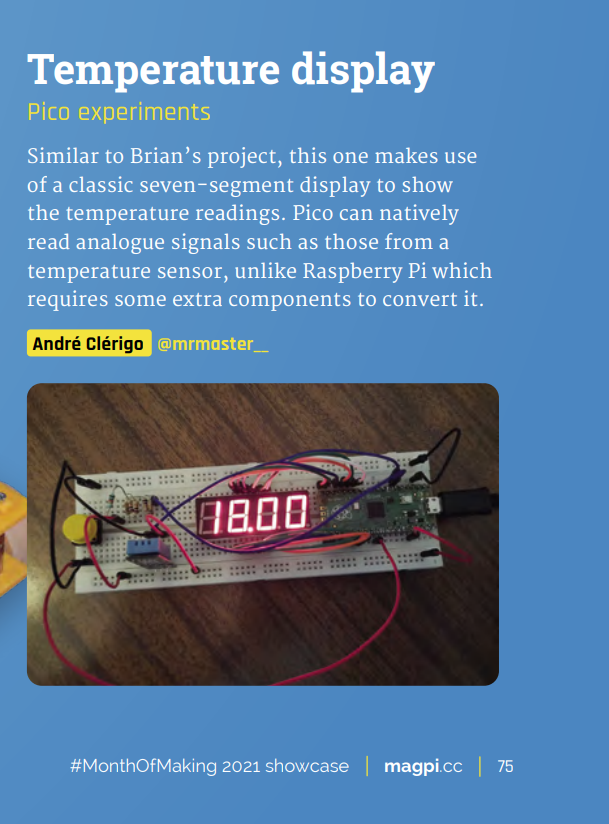 Temperature display
Pico experiments
Similar to Brian's project, this one makes use
of a classic seven-segment display to show
the temperature readings. Pico can natively
read analogue signals such as those from a
temperature sensor, unlike Raspberry Pi which
requires some extra components to convert it.
André Clérigo @mrmaster__
18.00
#MonthOfMaking 2021 showcase | magpi.cc | 75